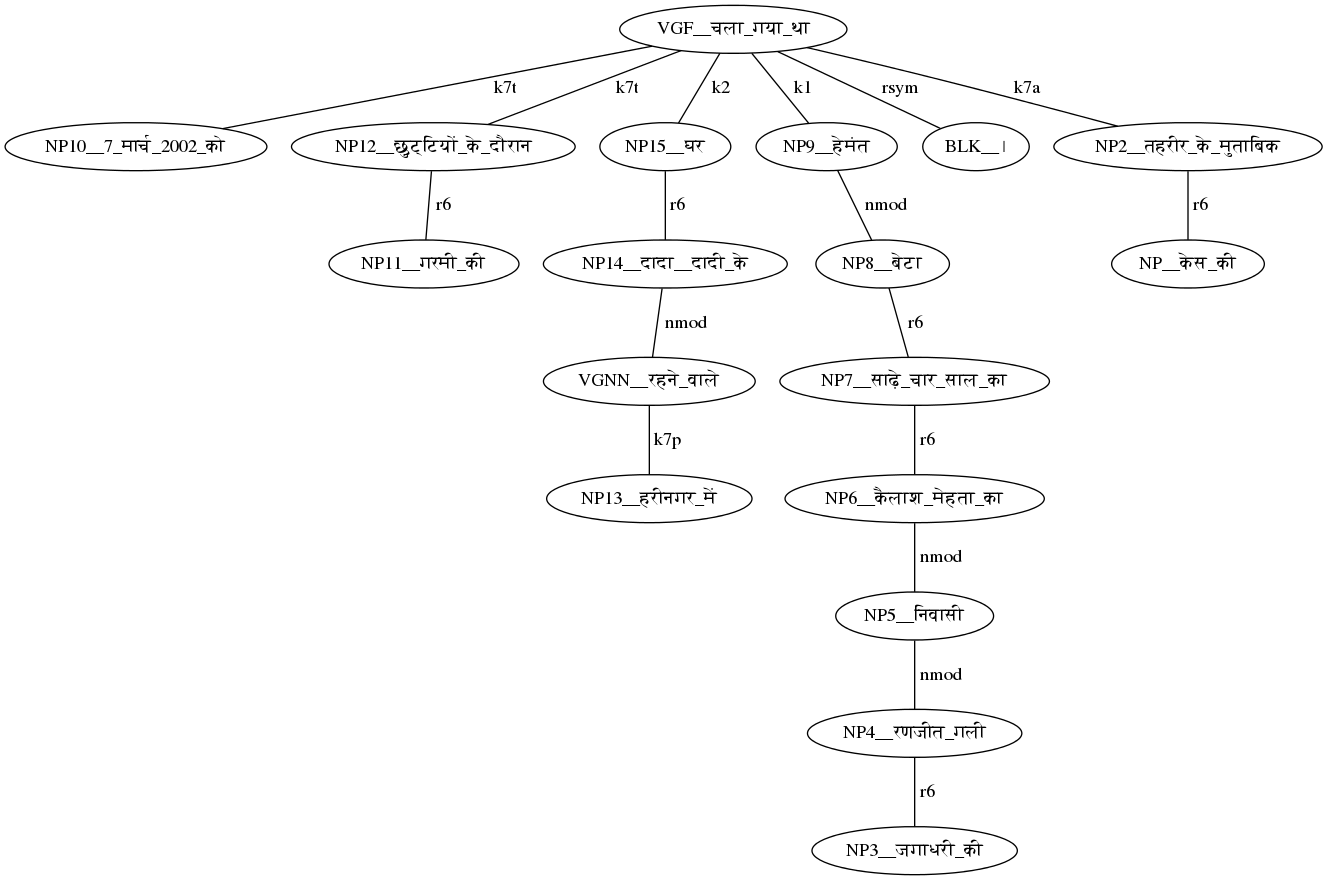 VGF__चला_गया_था
k7t k7t k2 k1 rsym k7a
NP10__7_मार्च_2002_को NP12__छुट्टियों_के_दौरान NP15__घर NP9__हेमंत BLK__। NP2__तहरीर_के_मुताबिक
r6 r6 nmod r6
NP11__गरमी_की NP14__दादा__दादी_के NP8__बेटा NP__केस_की
nmod r6
VGNN__रहने_वाले NP7__साढ़े_चार_साल_का
k7p r6
NP13__हरीनगर_में NP6__कैलाश_मेहता_का
nmod
NP5__निवासी
nmod
NP4__रणजीत_गली
r6
NP3__जगाधरी_की